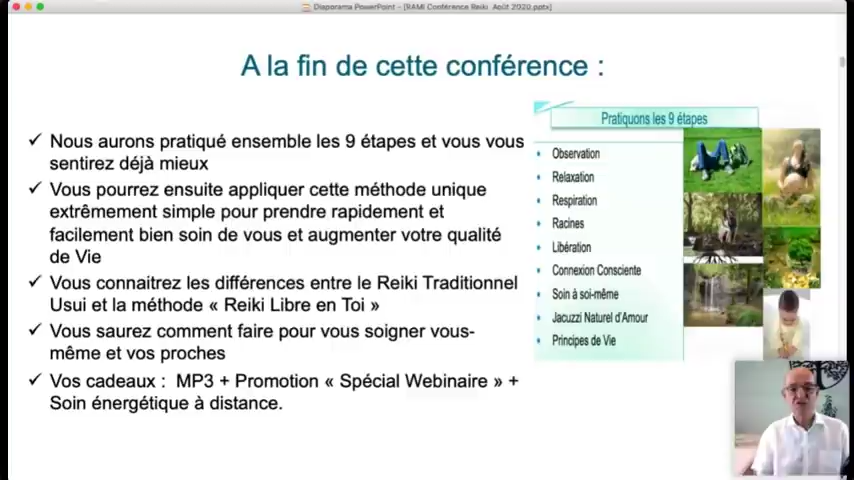 Diaporama PowerPoint - [RAMI Conférence Reiki Août 2020.pptx]
A la fin de cette conférence :
✓ Nous aurons pratiqué ensemble les 9 étapes et vous vous
sentirez déjà mieux
✓ Vous pourrez ensuite appliquer cette méthode unique
extrêmement simple pour prendre rapidement et
facilement bien soin de vous et augmenter votre qualité
de Vie
✓ Vous connaitrez les différences entre le Reiki Traditionnel
Usui et la méthode « Reiki Libre en Toi »
✓ Vous saurez comment faire pour vous soigner vous-
même et vos proches
✓ Vos cadeaux : MP3 + Promotion « Spécial Webinaire » +
Soin énergétique à distance.
Pratiquons les 9 étapes
• Observation
• Relaxation
• Respiration
• Racines
• Libération
• Connexion Consciente
• Soin à soi-même
• Jacuzzi Naturel d'Amour
• Principes de Vie